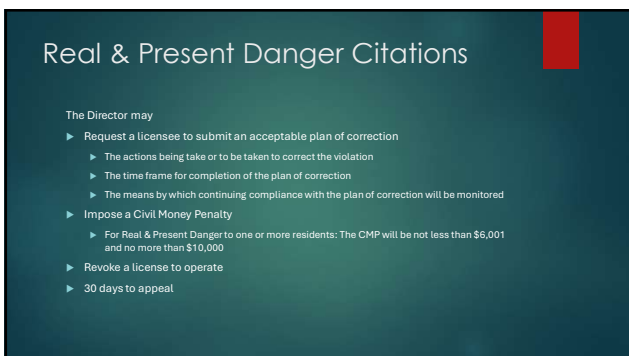 Real & Present Danger Citations
The Director may
Request a licensee to submit an acceptable plan of correction
The actions being take or to be taken to correct the violation
The time frame for completion of the plan of correction
The means by which continuing compliance with the plan of correction will be monitored
Impose a Civil Money Penalty
For Real & Present Danger to one or more residents: The CMP will be not less than $6,001
and no more than $10,000
Revoke a license to operate
30 days to appeal